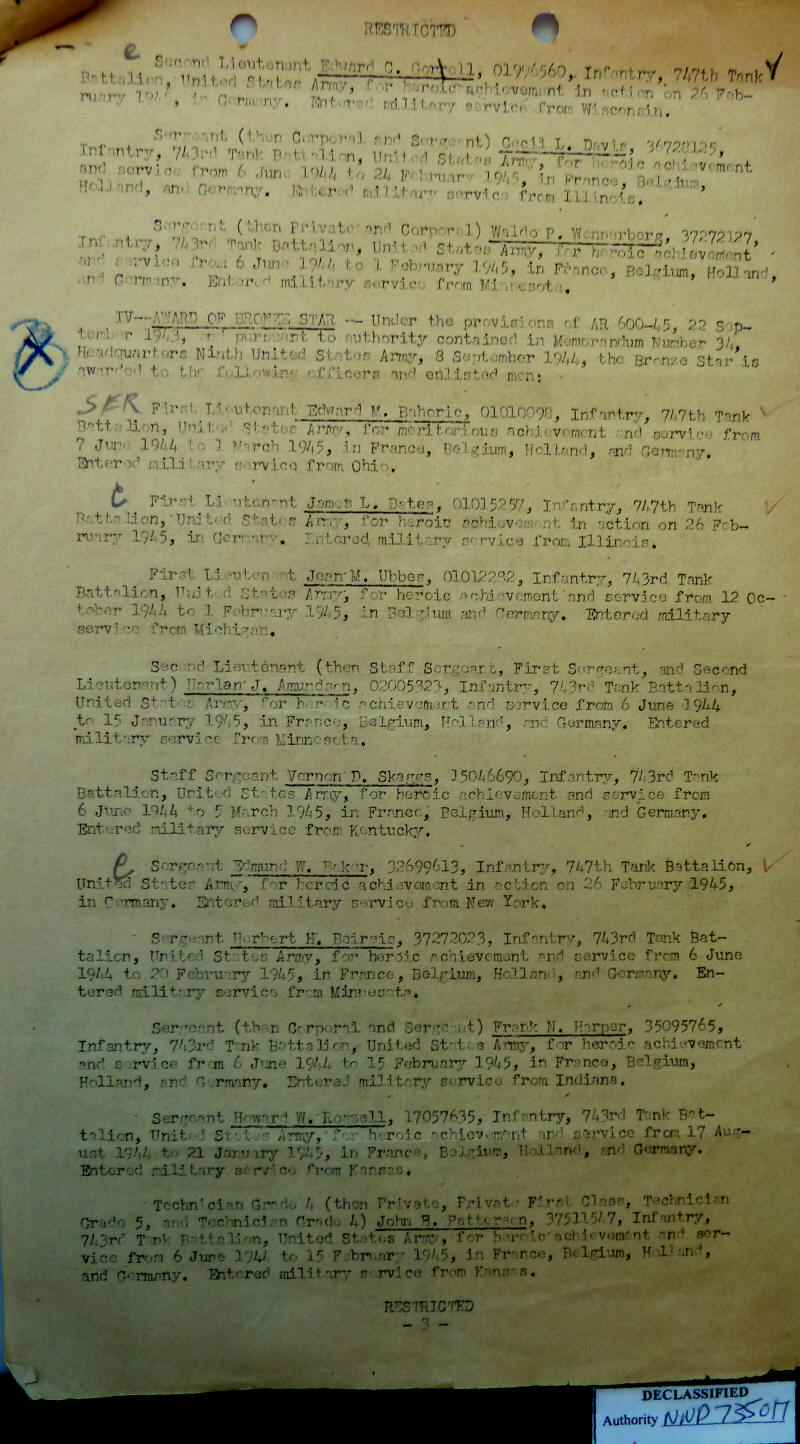 RESTRICTED
e Second Lieutenant Edward C. 01996560, Infantry, 747th Tank
Battalion, United States Army, for heroic achievement in action on 26 Feb-
ruary in Germany. Entered military service from Wisconsin.
Sergeant (then Corporal and Sergeant) Cecil L. Davis, 36728125,
Infantry, 743rd Tank Battalion, United States Army, for heroic achievement
and service from 6 June 1944 to 24 February 1945, in France, Belgium,
Holland, and Germany. Entered military service from Illinois.
Sergeant (then Private and Corporal) Waldo P. Wennerberg, 37272127,
Infantry, 743rd Tank Battalion, United States Army, for heroic achievement
and service from 6 June 1944 to 1 February 1945, in France, Belgium, Holland,
and Germany. Entered military service from Minnesota.
IV--AWARD OF BRONZE STAR -- Under the provisions of AR 600-45, 22 Sep-
tember 1943, and pursuant to authority contained in Memorandum Number 34,
Headquarters Ninth United States Army, 8 September 1944, the Bronze Star is
awarded to the following officers and enlisted men:
SER First Lieutenant Edward M. Bahoric, 01010098, Infantry, 747th Tank
Battalion, United States Army, for meritorious achievement and service from
7 June 1944 to 1 March 1945, in France, Belgium, Holland, and Germany.
Entered military service from Ohio.
First Lieutenant James L. Bates, 01015257, Infantry, 747th Tank
Battalion, United States Army, for heroic achievement in action on 26 Feb-
ruary 1945, in Germany. Entered military service from Illinois.
First Lieutenant Jean M. Ubbes, 01012282, Infantry, 743rd Tank
Battalion, United States Army, for heroic achievement and service from 12 Oc-
tober 1944 to 1 February 1945, in Belgium and Germany. Entered military
service from Michigan.
Second Lieutenant (then Staff Sergeant, First Sergeant, and Second
Lieutenant) Harlan J. Amundson, 02005323, Infantry, 743rd Tank Battalion,
United States Army, for heroic achievement and service from 6 June 1944
to 15 January 1945, in France, Belgium, Holland, and Germany. Entered
military service from Minnesota.
Staff Sergeant Vernon D. Skaggs, 15046690, Infantry, 743rd Tank
Battalion, United States Army, for heroic achievement and service from
6 June 1944 to 5 March 1945, in France, Belgium, Holland, and Germany.
Entered military service from Kentucky.
e Sergeant Edmund W. Baker, 32699613, Infantry, 747th Tank Battalion,
United States Army, for heroic achievement in action on 26 February 1945,
in Germany. Entered military service from New York.
Sergeant Herbert H. 37272023, Infantry, 743rd Tank Bat-
talion, United States Army, for heroic achievement and service from 6 June
1944 to 20 February 1945, in France, Belgium, Holland, and Germany. En-
tered military service from Minnesota.
Sergeant (then Corporal and Sergeant) Frank N. Harper, 35095765,
Infantry, 743rd Tank Battalion, United States Army, for heroic achievement
and service from 6 June 1944 to 15 February 1945, in France, Belgium,
Holland, and Germany. Entered military service from Indiana.
Sergeant Howard W. 17057635, Infantry, 743rd Tank Bat-
talion, United States Army, for heroic achievement and service from 17 Aug-
ust 1944 to 21 January 1945, in France, Belgium, Holland, and Germany.
Entered military service from Kansas.
Technician Grade 4 (then Private, Private First Class, Technician
Grade 5, and Technician Grade 4) John B. Patterson, 37511547, Infantry,
743rd Tank Battalion, United States Army, for heroic achievement and ser-
vice from 6 June 1944 to 15 February 1945, in France, Belgium, Holland,
and Germany. Entered military service from Kansas.
RESTRICTED
- 3 -
DECLASSIFIED
Authority NND 735017